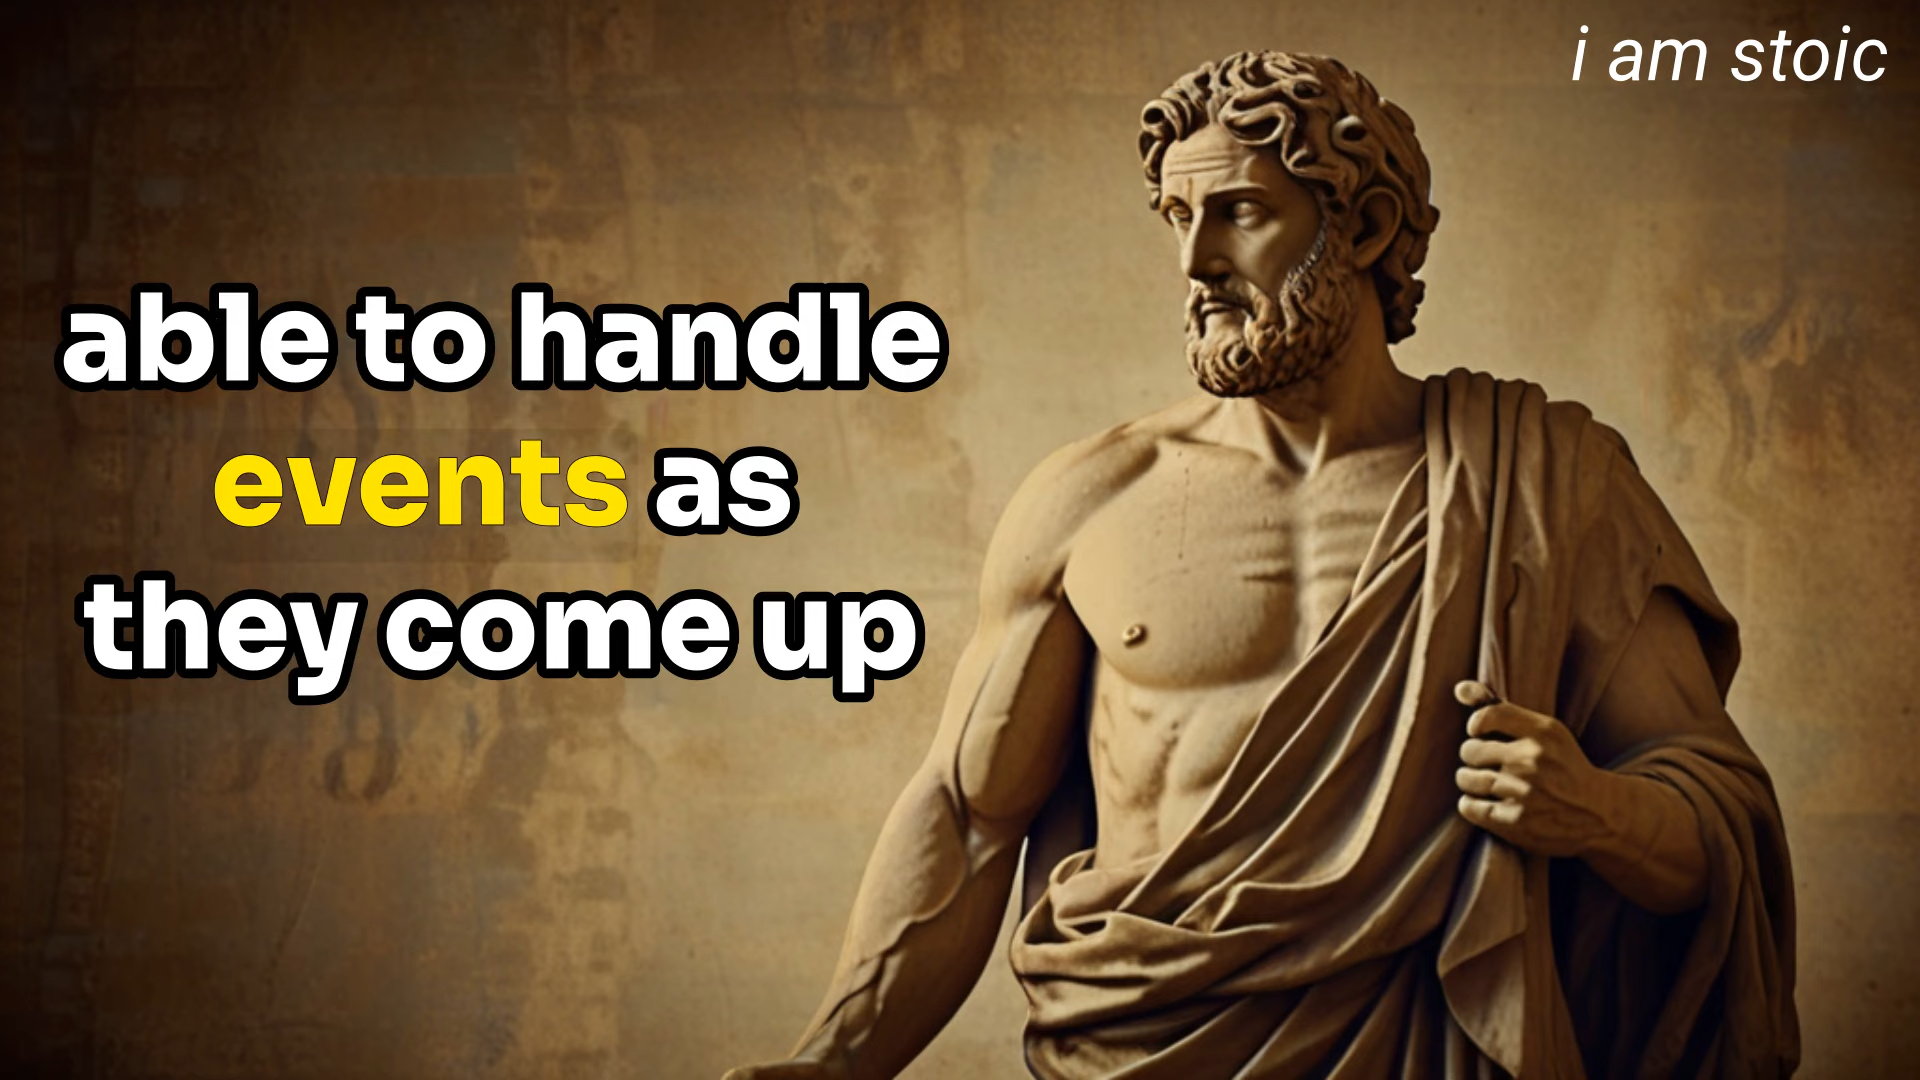 i am stoic
able to handle
events as
they come up